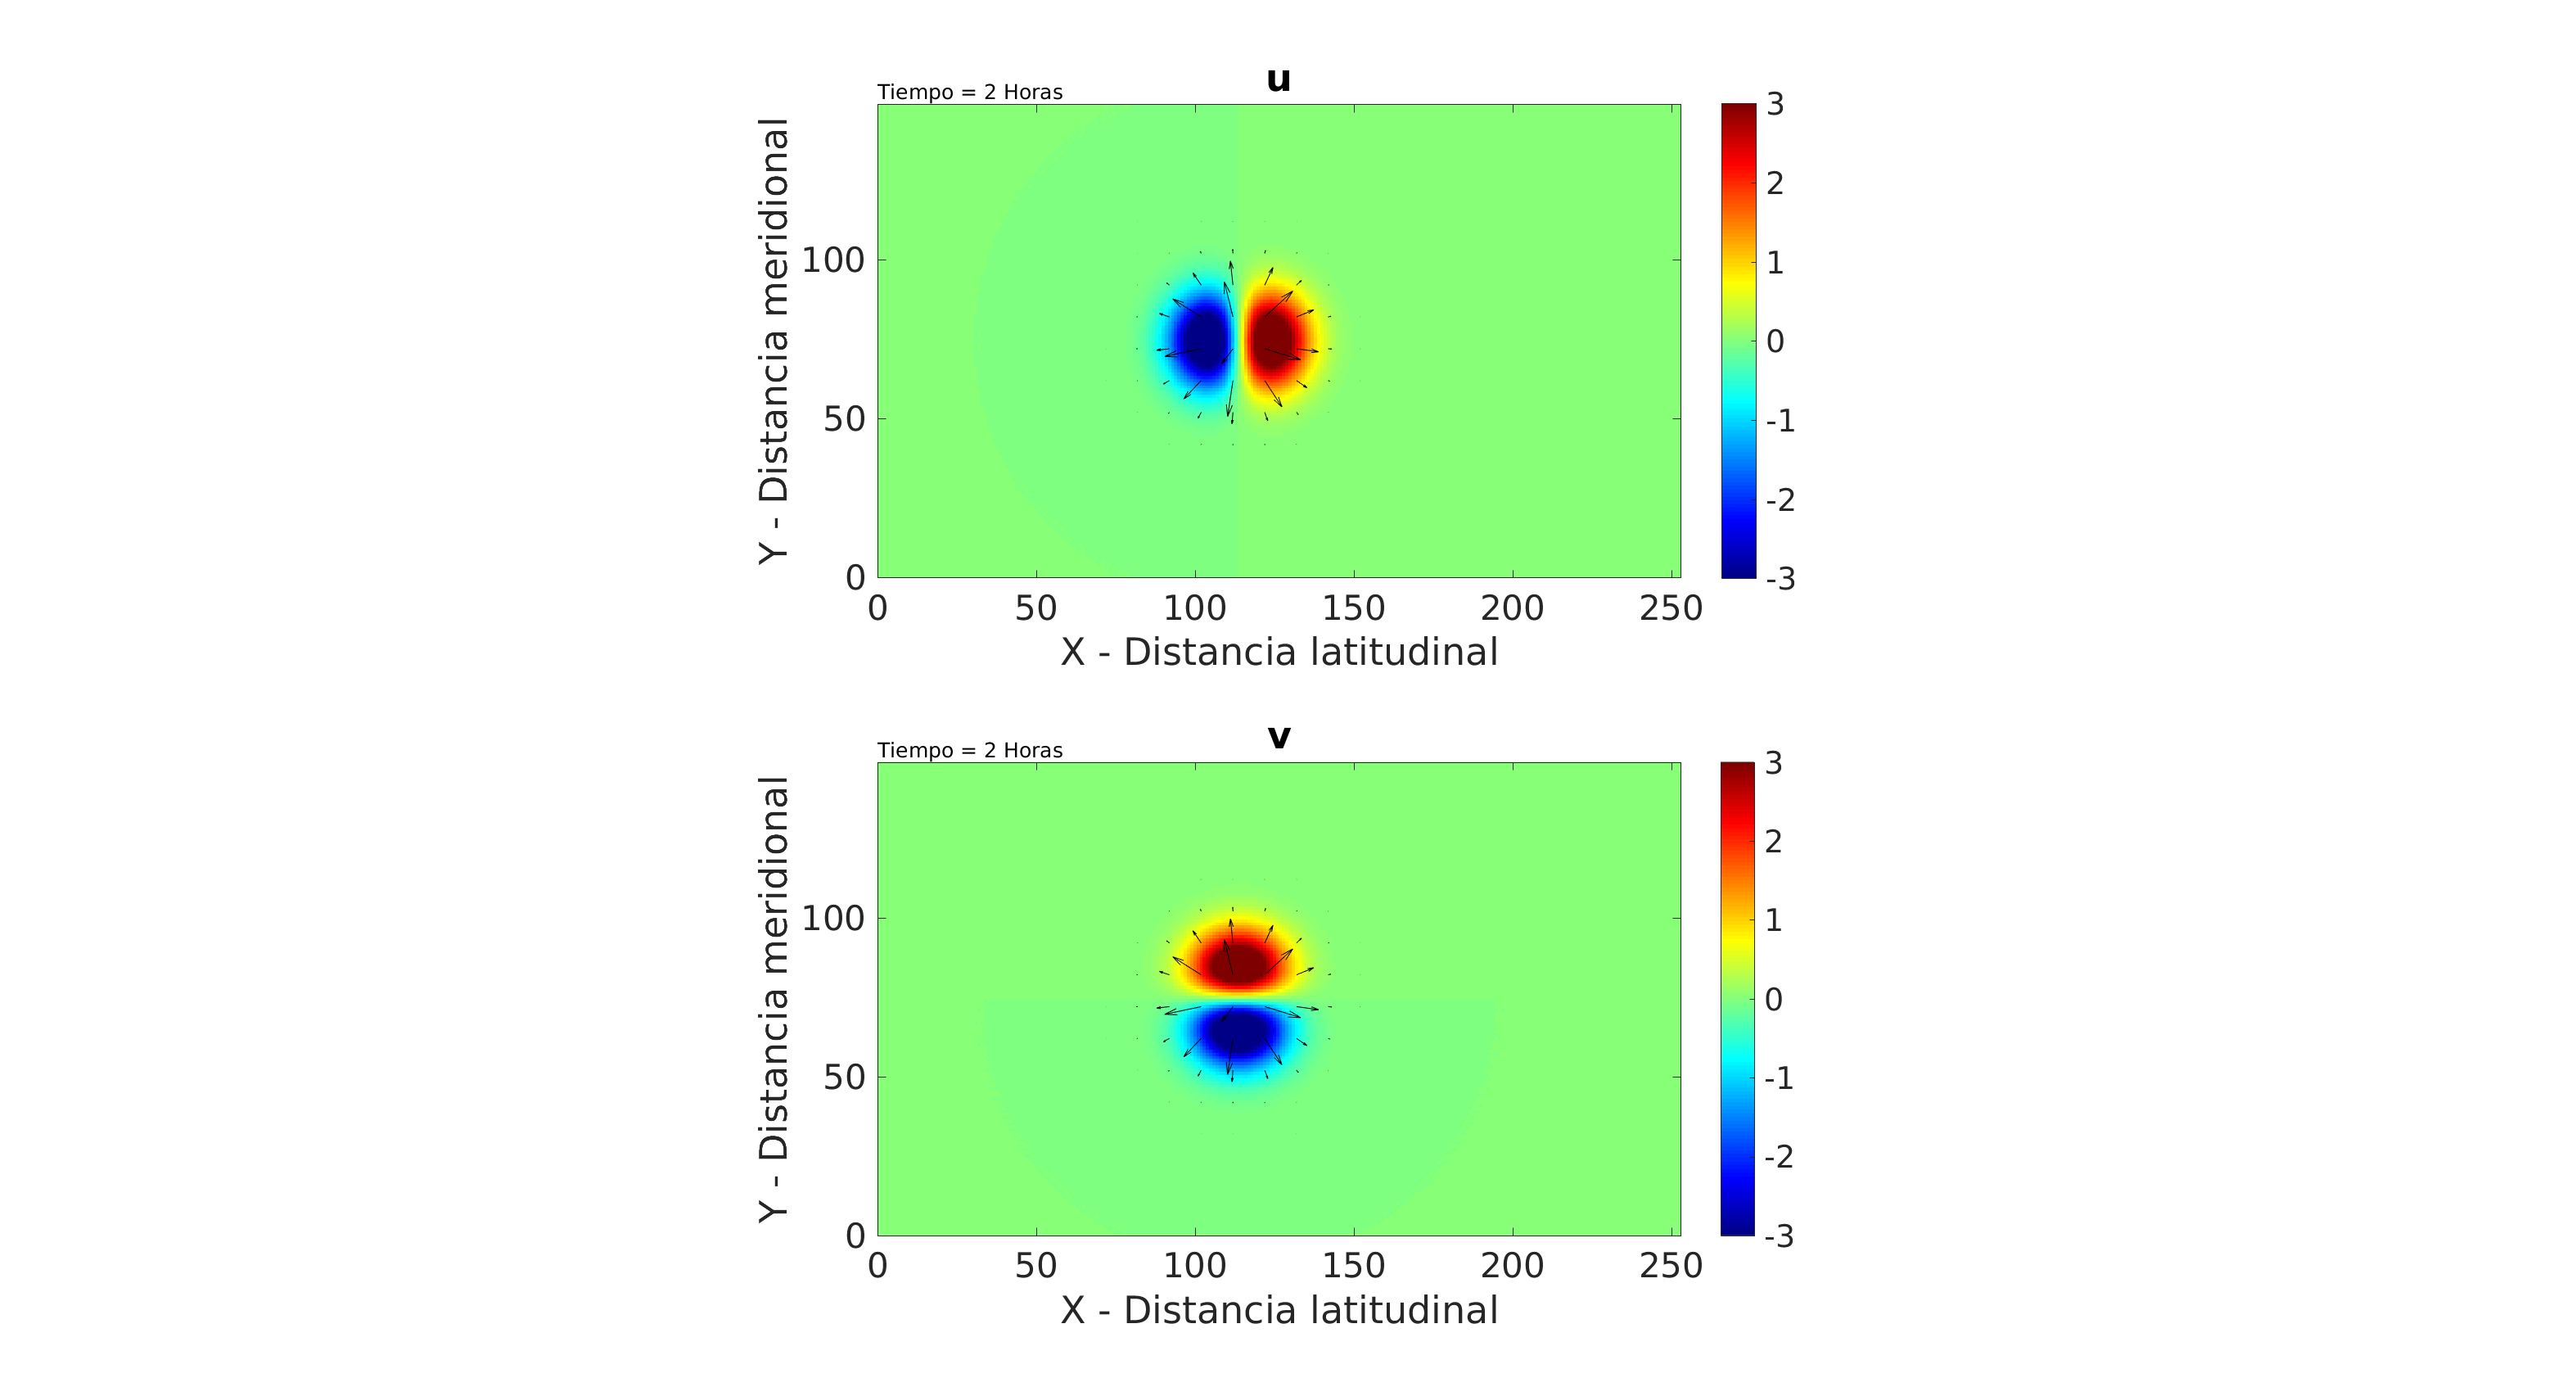 u
Tiempo = 2 Horas
Y - Distancia meridional
100
50
0
0 50 100 150 200 250
X - Distancia latitudinal
3
2
1
0
-1
-2
-3
v
Tiempo = 2 Horas
Y - Distancia meridional
100
50
0
0 50 100 150 200 250
X - Distancia latitudinal
3
2
1
0
-1
-2
-3